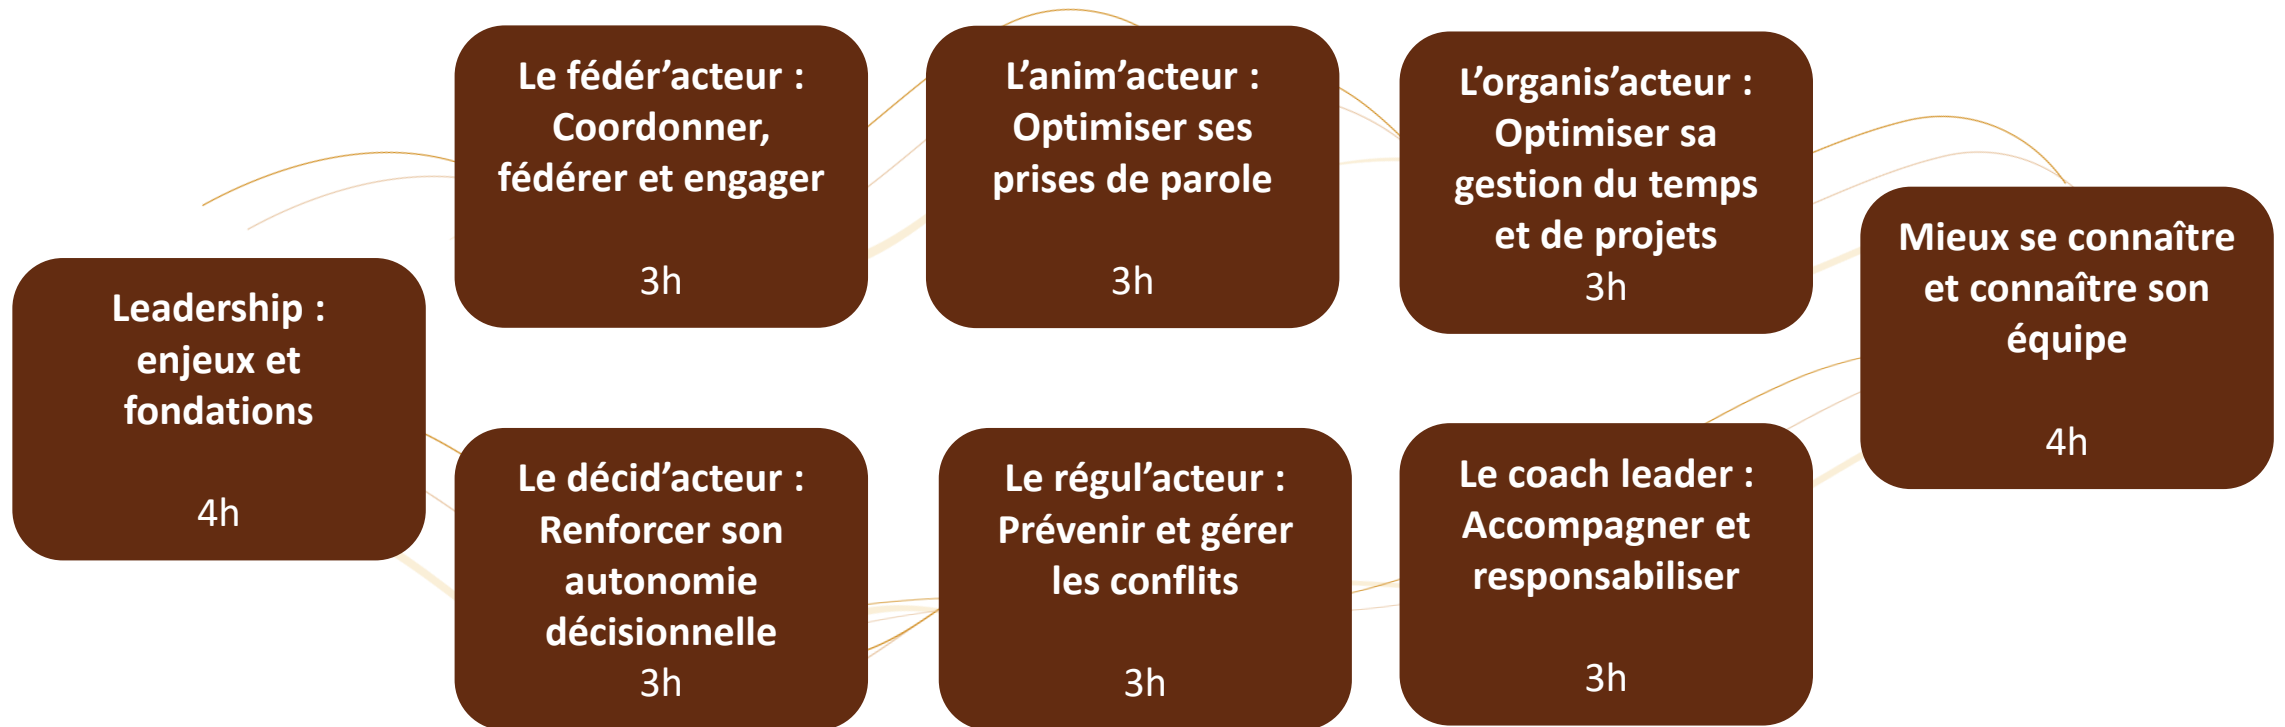 Leadership :
enjeux et
fondations
4h
Le fédér’acteur :
Coordonner,
fédérer et engager
3h
L’anim’acteur :
Optimiser ses
prises de parole
3h
L’organis’acteur :
Optimiser sa
gestion du temps
et de projets
3h
Mieux se connaître
et connaître son
équipe
4h
Le décid’acteur :
Renforcer son
autonomie
décisionnelle
3h
Le régul’acteur :
Prévenir et gérer
les conflits
3h
Le coach leader :
Accompagner et
responsabiliser
3h